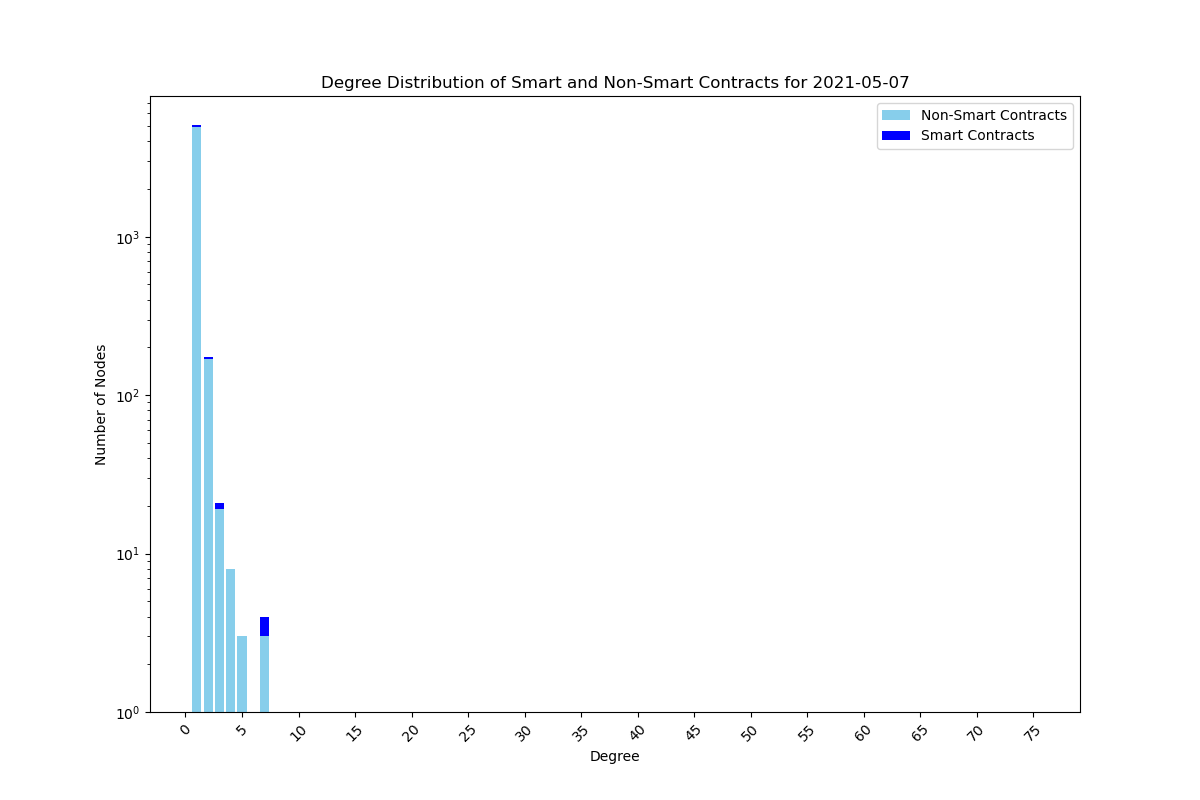 Degree Distribution of Smart and Non-Smart Contracts for 2021-05-07
Non-Smart Contracts
Smart Contracts
Number of Nodes
10³
10²
10¹
10⁰
0 5 10 15 20 25 30 35 40 45 50 55 60 65 70 75
Degree